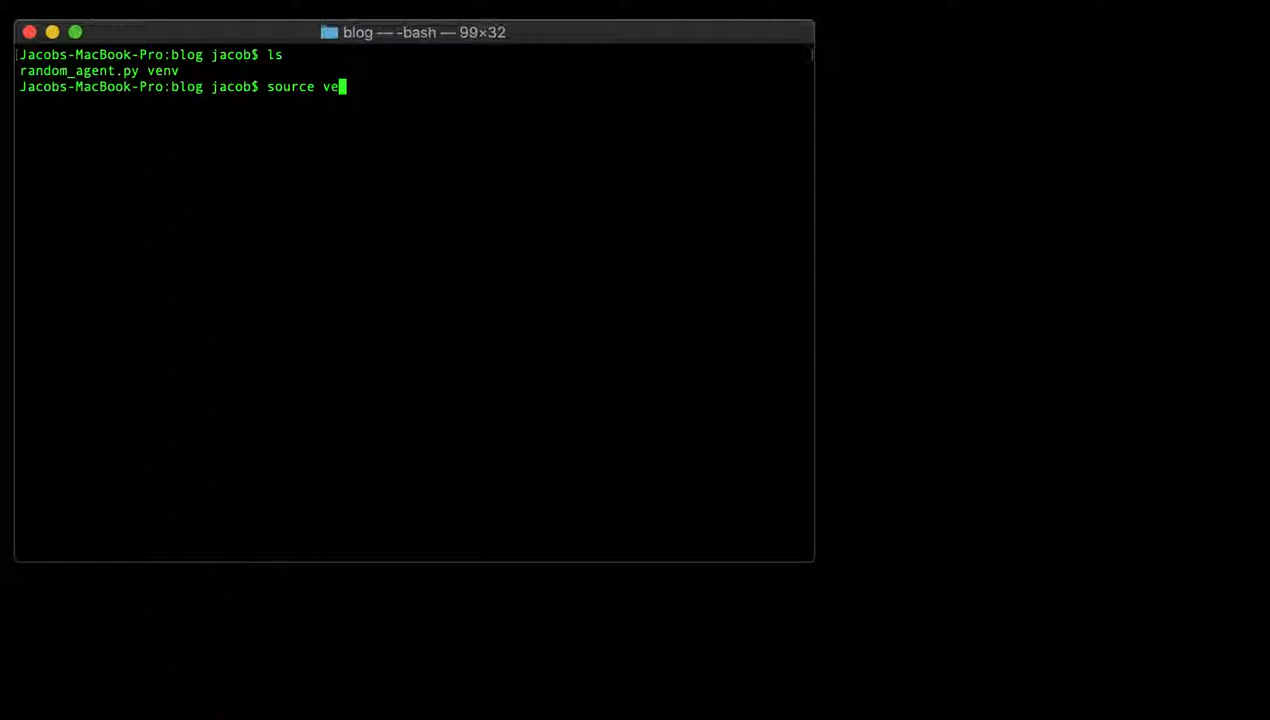 blog — -bash — 99×32
Jacobs-MacBook-Pro:blog jacob$ ls
random_agent.py venv
Jacobs-MacBook-Pro:blog jacob$ source ve